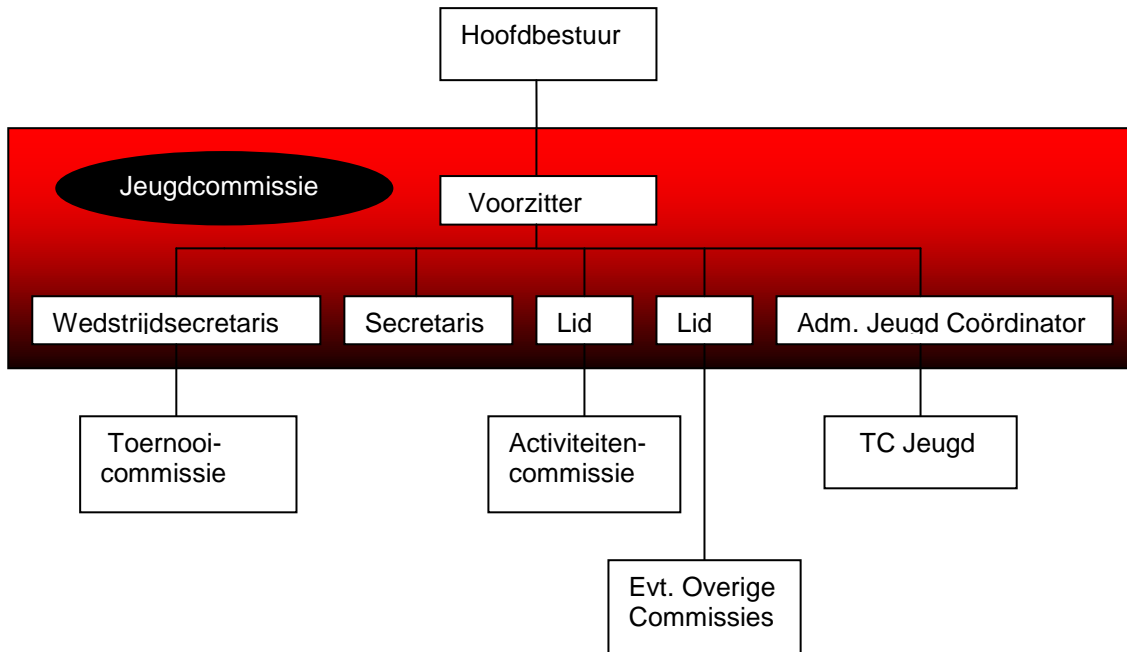 Hoofdbestuur
Jeugdcommissie
Voorzitter
Wedstrijdsecretaris
Secretaris
Lid
Lid
Adm. Jeugd Coördinator
Toernooi-
commissie
Activiteiten-
commissie
TC Jeugd
Evt. Overige
Commissies